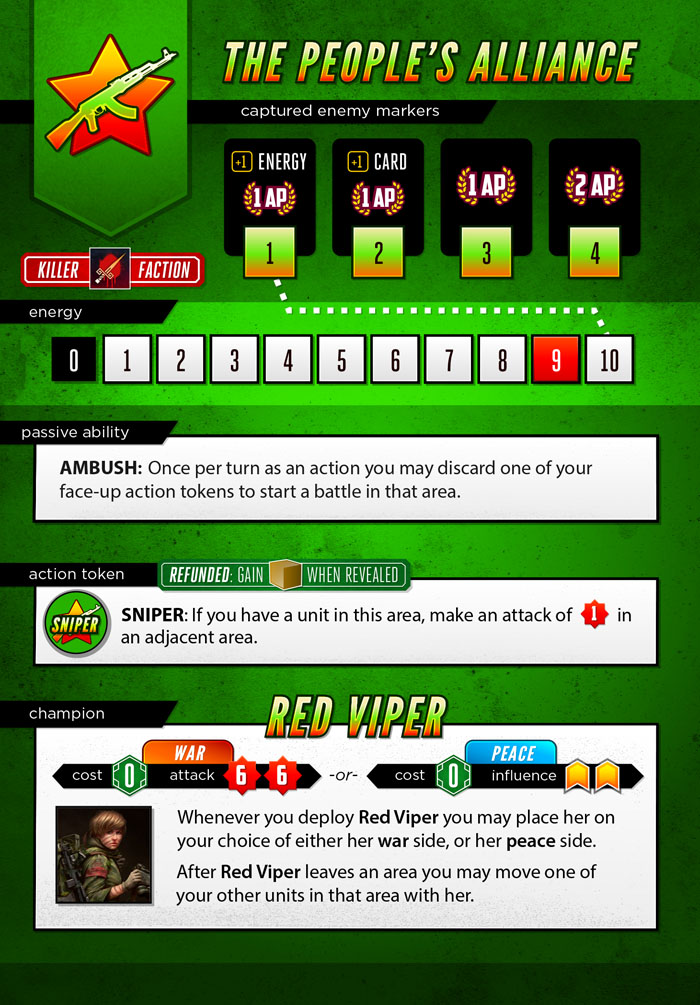 THE PEOPLE'S ALLIANCE
captured enemy markers
+1 ENERGY
1 AP
1
+1 CARD
1 AP
2
1 AP
3
2 AP
4
KILLER FACTION
energy
0 1 2 3 4 5 6 7 8 9 10
passive ability
AMBUSH: Once per turn as an action you may discard one of your
face-up action tokens to start a battle in that area.
action token
REFUNDED: GAIN WHEN REVEALED
SNIPER
SNIPER: If you have a unit in this area, make an attack of 1 in
an adjacent area.
champion
RED VIPER
WAR
cost 0 attack 6 6
-or-
PEACE
cost 0 influence
Whenever you deploy Red Viper you may place her on
your choice of either her war side, or her peace side.
After Red Viper leaves an area you may move one of
your other units in that area with her.